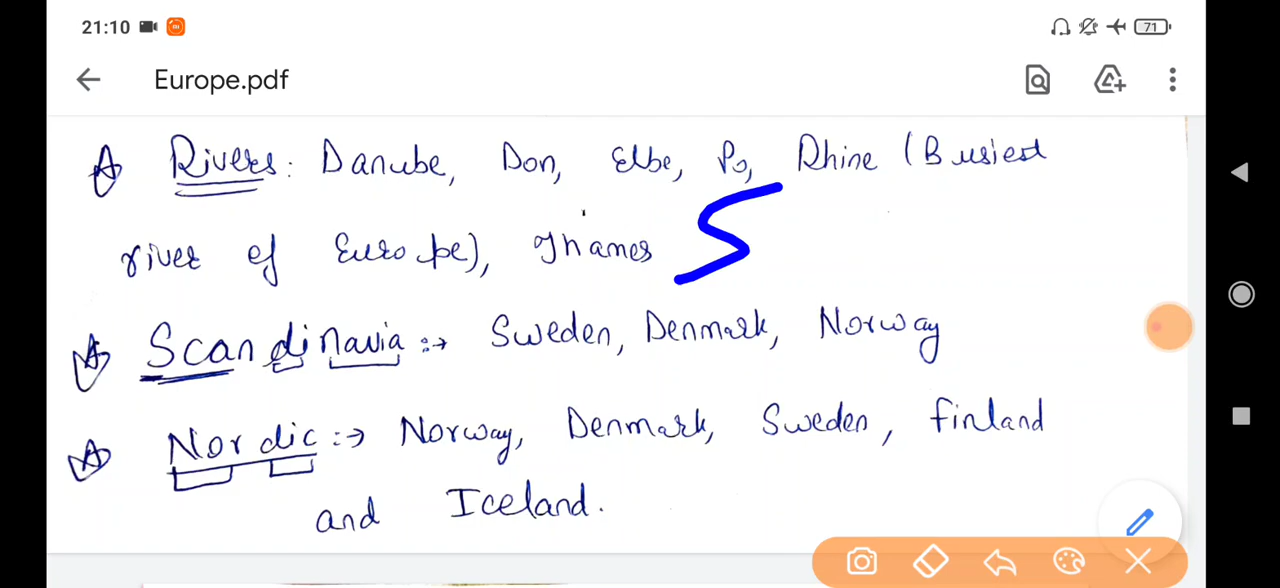 21:10
71
Europe.pdf
Rivers: Danube, Don, Elbe, Po, Rhine (Busiest
river of Europe), Thames S
Scandinavia :→ Sweden, Denmark, Norway
Nordic :→ Norway, Denmark, Sweden, finland
and Iceland.